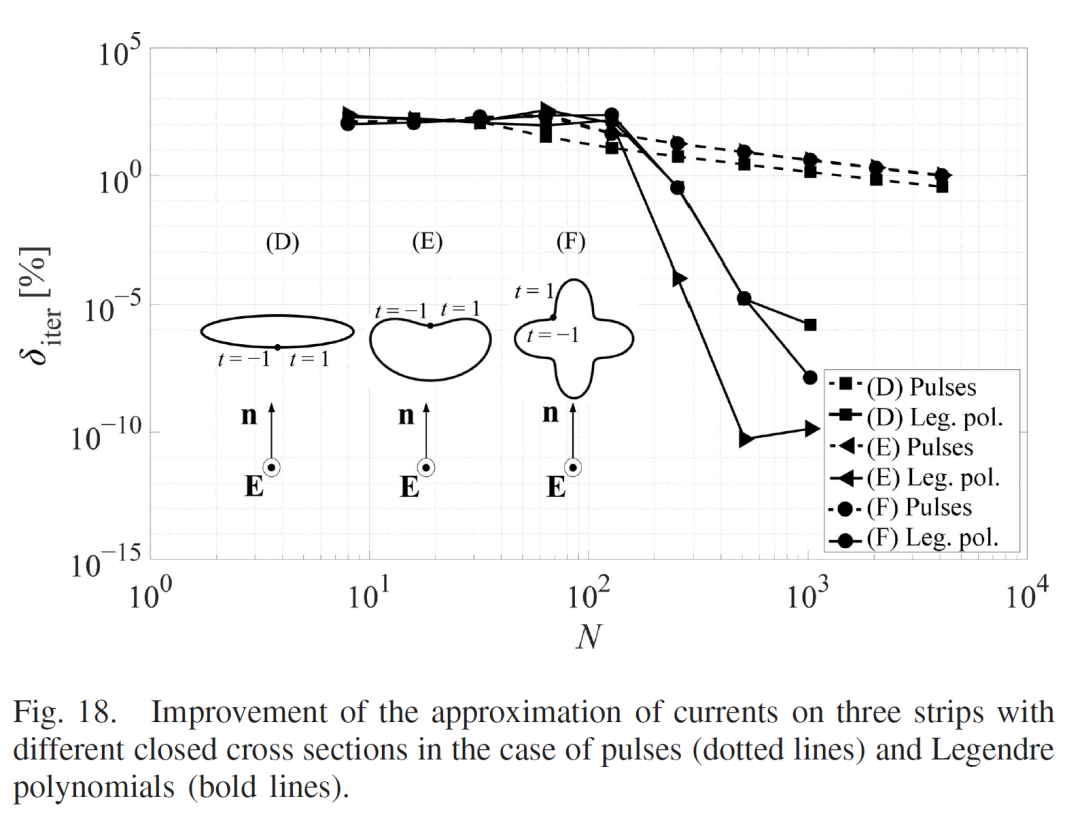 10^5
10^0
10^-5
10^-10
10^-15
δ_iter [%]
(D)
(E)
(F)
t = −1 t = 1
t = −1 t = 1
t = 1
t = −1
n
n
n
E
E
E
(D) Pulses
(D) Leg. pol.
(E) Pulses
(E) Leg. pol.
(F) Pulses
(F) Leg. pol.
10^0 10^1 10^2 10^3 10^4
N
Fig. 18. Improvement of the approximation of currents on three strips with
different closed cross sections in the case of pulses (dotted lines) and Legendre
polynomials (bold lines).